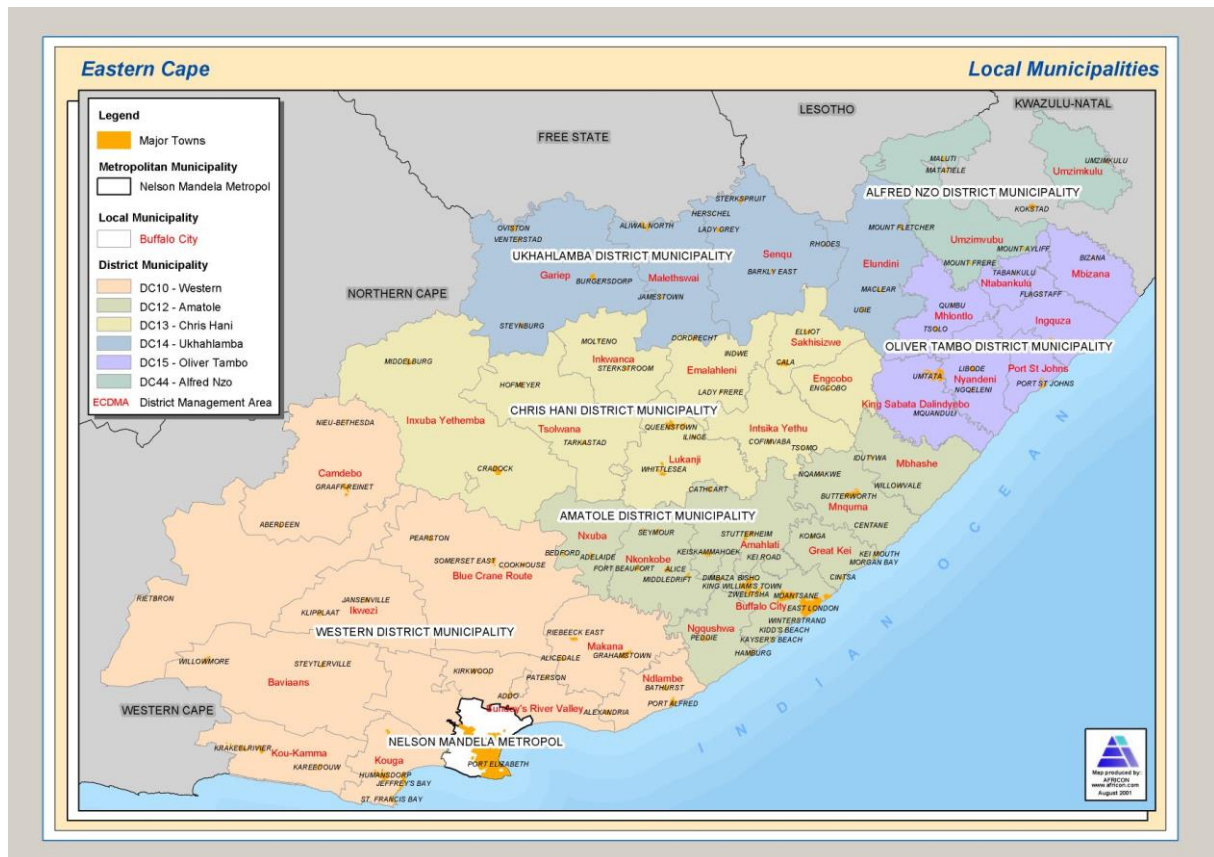 Eastern Cape
Local Municipalities
Legend
Major Towns
Metropolitan Municipality
Nelson Mandela Metropol
Local Municipality
Buffalo City
District Municipality
DC10 - Western
DC12 - Amatole
DC13 - Chris Hani
DC14 - Ukhahlamba
DC15 - Oliver Tambo
DC44 - Alfred Nzo
ECDMA District Management Area
FREE STATE
LESOTHO
KWAZULU-NATAL
NORTHERN CAPE
WESTERN CAPE
MALUTI
MATATIELE
UMZIMKULU
Umzimkulu
ALFRED NZO DISTRICT MUNICIPALITY
KOKSTAD
STERKSPRUIT
HERSCHEL
OVISTON
ALIWAL NORTH
LADY GREY
VENTERSTAD
MOUNT FLETCHER
Umzimvubu
RHODES
MOUNT AYLIFF
UKHAHLAMBA DISTRICT MUNICIPALITY
Senqu
Elundini
MOUNT FRERE
BIZANA
Gariep
BURGERSDORP
Malethswai
BARKLY EAST
TABANKULU
Mbizana
Ntabankulu
MACLEAR
FLAGSTAFF
JAMESTOWN
UGIE
QUMBU
Mhlontlo
Ingquza
STEYNBURG
TSOLO
MOLTENO
DORDRECHT
ELLIOT
Sakhisizwe
OLIVER TAMBO DISTRICT MUNICIPALITY
MIDDELBURG
Inkwanca
STERKSTROOM
INDWE
Emalahleni
CALA
LIBODE
Port St Johns
UMTATA
Nyandeni
HOFMEYER
Engcobo
ENGCOBO
PORT ST JOHNS
LADY FRERE
NGQELENI
King Sabata Dalindyebo
CHRIS HANI DISTRICT MUNICIPALITY
MQANDULI
Inxuba Yethemba
Tsolwana
QUEENSTOWN
ILINGE
Intsika Yethu
TARKASTAD
COFIMVABA
TSOMO
NIEU-BETHESDA
Lukanji
WHITTLESEA
IDUTYWA
Mbhashe
CRADOCK
Camdebo
NQAMAKWE
GRAAFF-REINET
CATHCART
WILLOWVALE
BUTTERWORTH
Mnquma
AMATOLE DISTRICT MUNICIPALITY
ABERDEEN
CENTANE
PEARSTON
Nxuba
SEYMOUR
STUTTERHEIM
KOMGA
Amahlati
Great Kei
BEDFORD
ADELAIDE
KEISKAMMAHOEK
KEI ROAD
KEI MOUTH
MORGAN BAY
SOMERSET EAST
COOKHOUSE
Nkonkobe
FORT BEAUFORT
ALICE
Blue Crane Route
MIDDLEDRIFT
DIMBAZA
BISHO
CINTSA
KING WILLIAM'S TOWN
ZWELITSHA
MDANTSANE
RIETBRON
JANSENVILLE
Ikwezi
KLIPPLAAT
Buffalo City
EAST LONDON
WINTERSTRAND
Ngqushwa
KIDD'S BEACH
WESTERN DISTRICT MUNICIPALITY
RIEBEECK EAST
PEDDIE
KAYSER'S BEACH
Makana
HAMBURG
WILLOWMORE
STEYTLERVILLE
ALICEDALE
GRAHAMSTOWN
KIRKWOOD
PATERSON
Ndlambe
BATHURST
Baviaans
ADDO
PORT ALFRED
Sunday's River Valley
ALEXANDRIA
NELSON MANDELA METROPOL
KRAKEELRIVIER
Kou-Kamma
Kouga
PORT ELIZABETH
KAREEDOUW
HUMANSDORP
JEFFREY'S BAY
ST. FRANCIS BAY
INDIAN OCEAN
Map produced by:
AFRICON
www.africon.com
August 2001